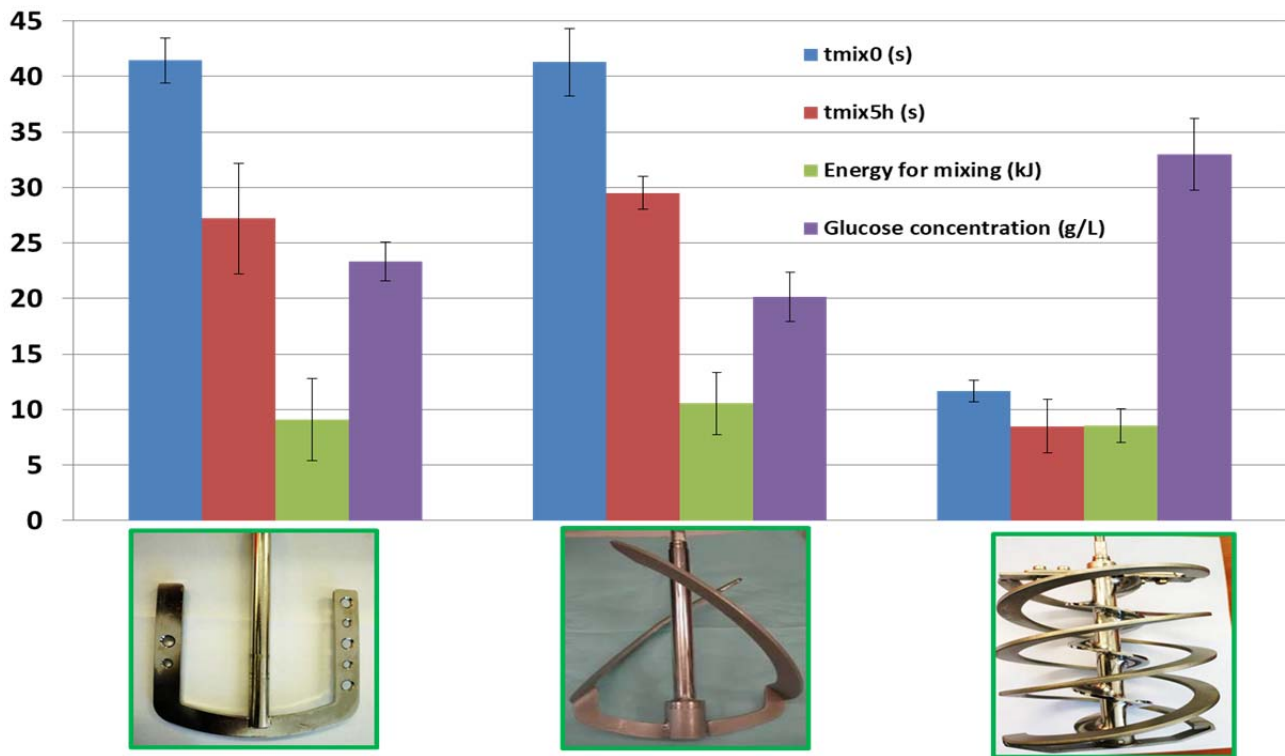 45
40
35
30
25
20
15
10
5
0
tmix0 (s)
tmix5h (s)
Energy for mixing (kJ)
Glucose concentration (g/L)